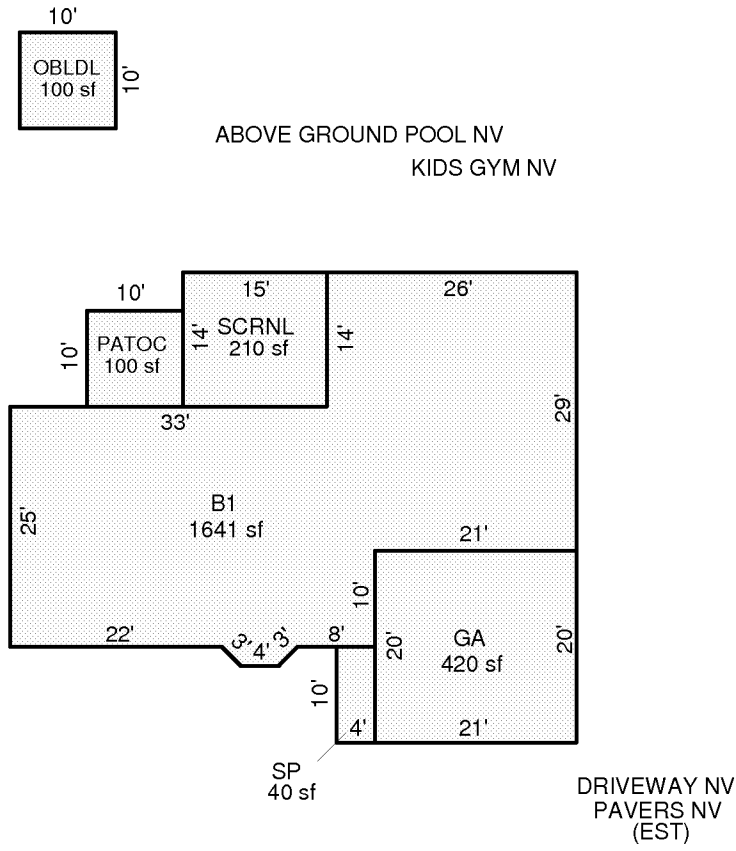 10'
OBLDL
100 sf
10'
ABOVE GROUND POOL NV
KIDS GYM NV
10'
15'
26'
10'
PATOC
100 sf
14'
SCRNL
210 sf
14'
33'
29'
25'
B1
1641 sf
21'
10'
22'
3'
4'
3'
8'
20'
GA
420 sf
20'
10'
4'
21'
SP
40 sf
DRIVEWAY NV
PAVERS NV
(EST)